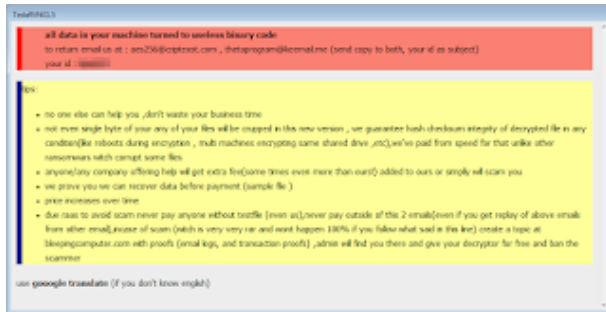 all data in your machine turned to useless binary code
to return email us at : aes256@criptext.com , thetaprogram@keemail.me (send copy to both, your id as subject)
your id :
tips:
no one else can help you ,don't waste your business time
not even single byte of your any of your files will be crupped in this new version , we guarantee hash checksum integrity of decrypted file in any
conditon(like reboots during encryption , multi machines encrypting same shared drive ,etc),we've paid from speed for that unlike other
ransomwars witch corrupt some files
anyone/any company offering help will get extra fee(some times even more than ours!) added to ours or simply will scam you
we prove you we can recover data before payment (sample file )
price increases over time
due raas to avoid scam never pay anyone without testfile (even us),never pay outside of this 2 emails(even if you get replay of above emails
from other email,incase of scam (witch is very very rar and wont happen 100% if you follow what said in this line) create a topic at
bleepingcomputer.com with proofs (email logs, and transaction proofs) ,admin will find you there and give your decryptor for free and ban the
scammer
use gooogle translate (if you don't know english)